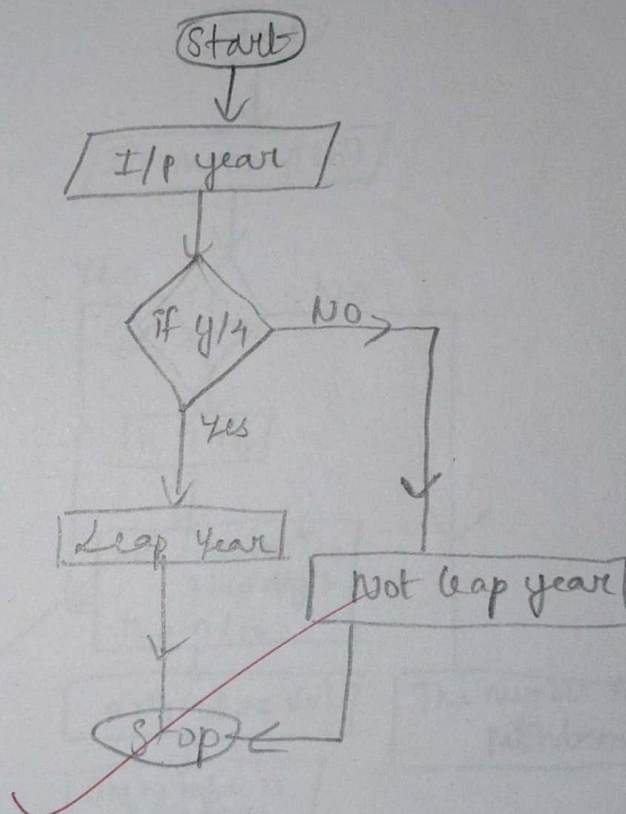 Start
I/p year
If y/4
NO
Yes
Leap Year
Not leap year
Stop